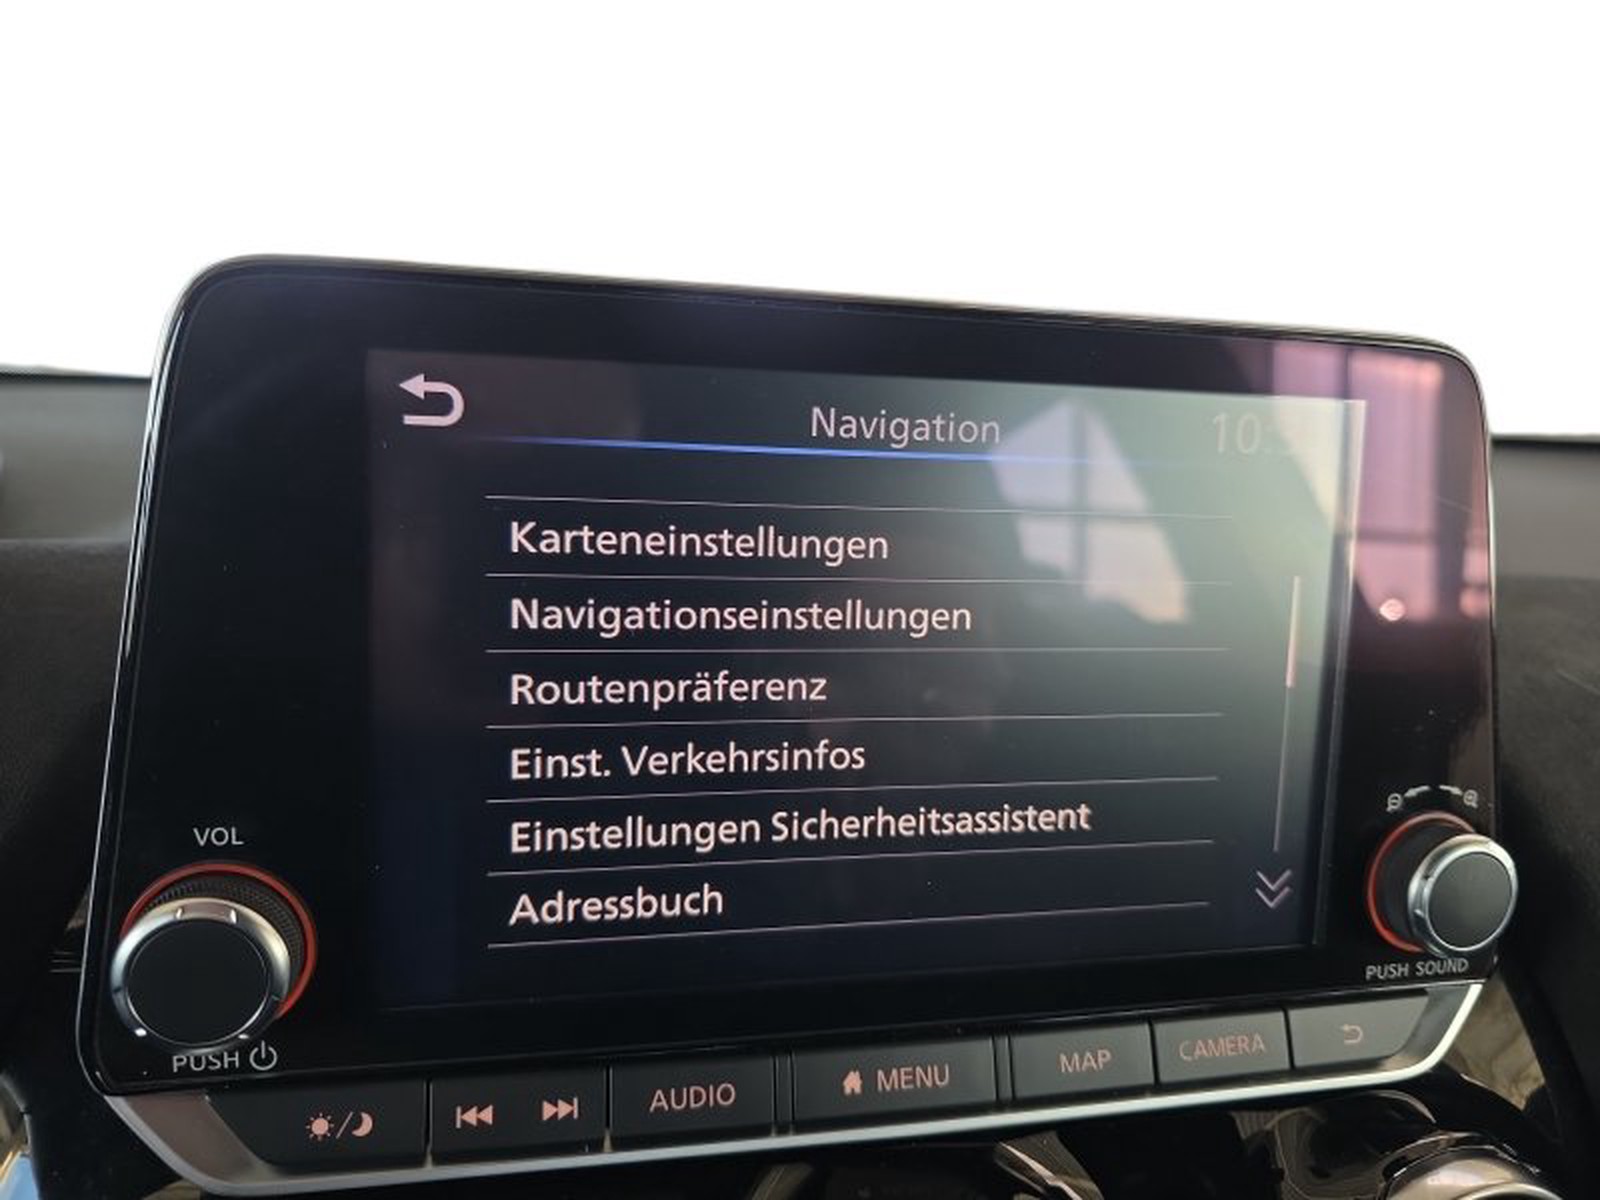 Navigation
Karteneinstellungen
Navigationseinstellungen
Routenpräferenz
Einst. Verkehrsinfos
Einstellungen Sicherheitsassistent
Adressbuch
VOL
PUSH
PUSH SOUND
AUDIO
MENU
MAP
CAMERA